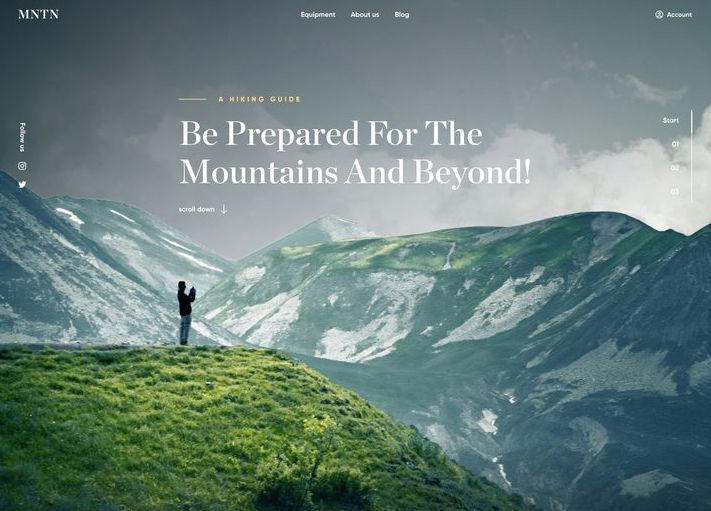 MNTN
Equipment
About us
Blog
Account
A HIKING GUIDE
Be Prepared For The
Mountains And Beyond!
scroll down
Follow us
Start
01
02
03